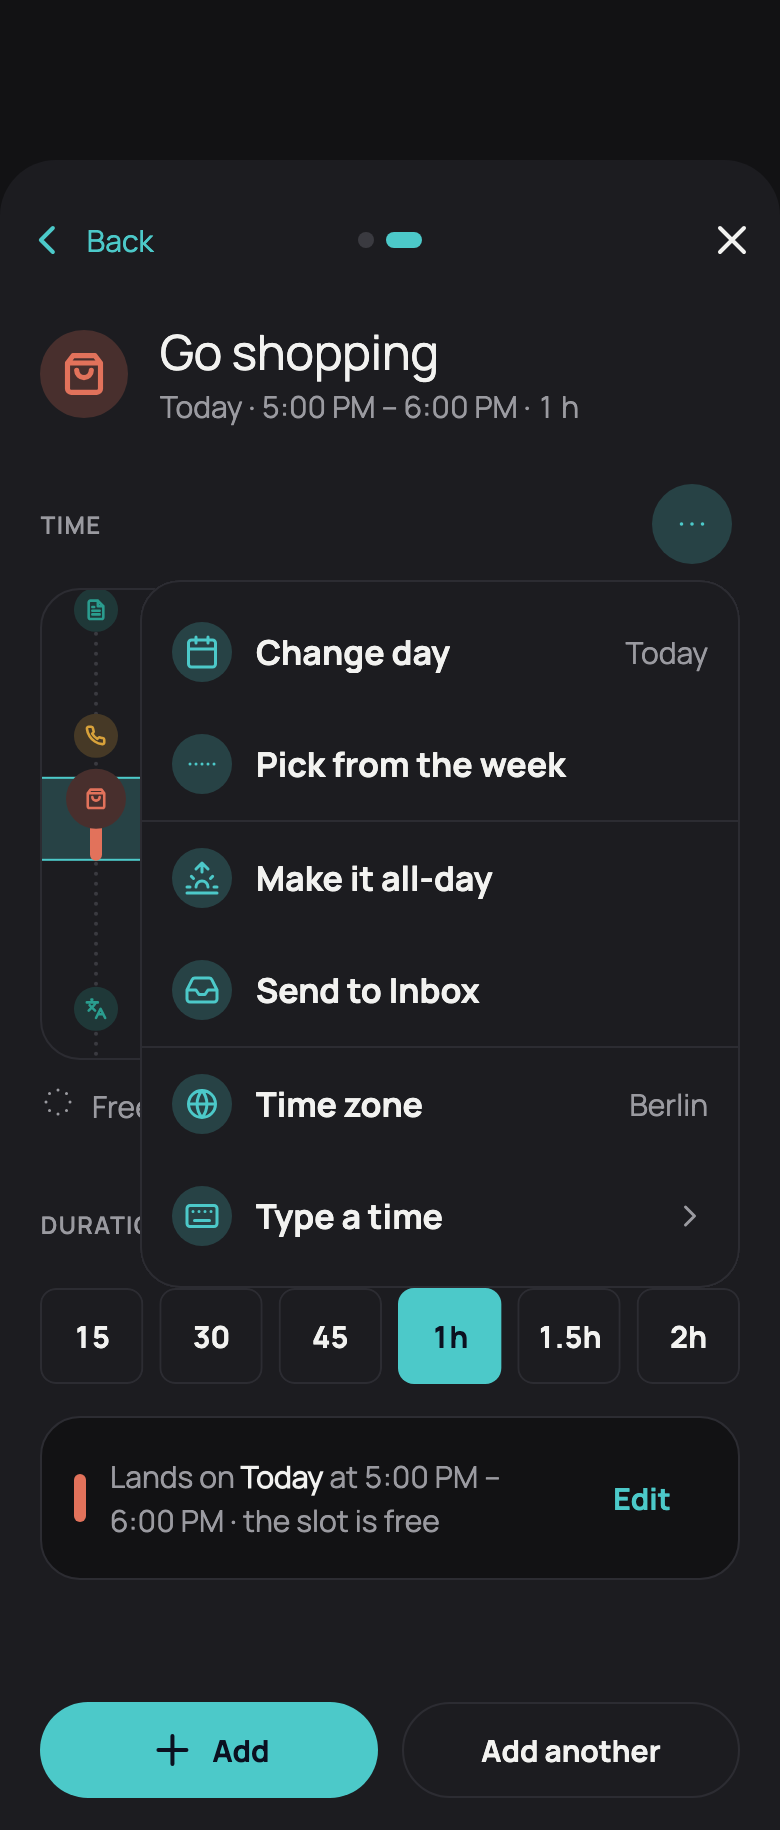 Back
Go shopping
Today · 5:00 PM – 6:00 PM · 1 h
TIME
Change day
Today
Pick from the week
Make it all-day
Send to Inbox
Time zone
Berlin
Type a time
15
30
45
1h
1.5h
2h
Lands on Today at 5:00 PM –
6:00 PM · the slot is free
Edit
Add
Add another